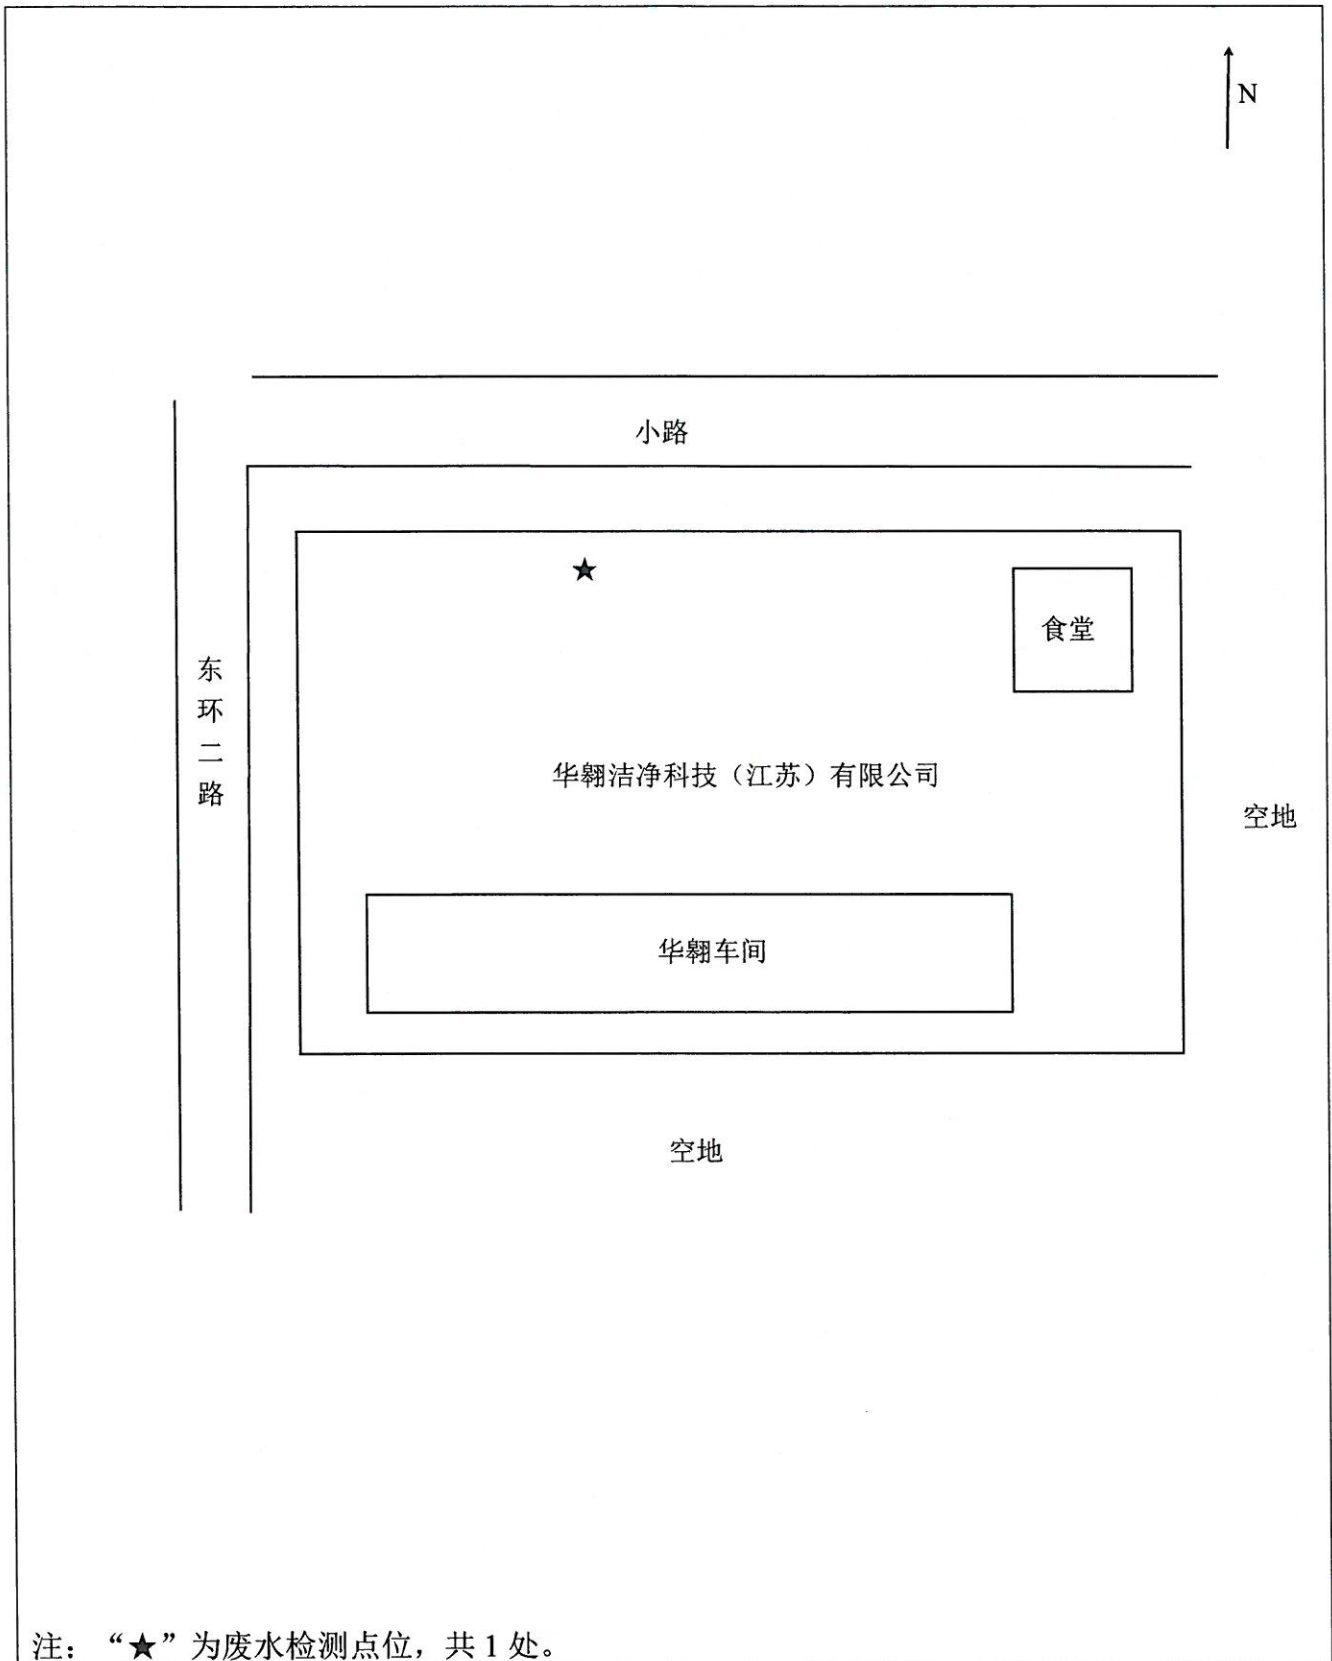 N
小路
食堂
东环二路
华翱洁净科技（江苏）有限公司
空地
华翱车间
空地
注：“★”为废水检测点位，共 1 处。